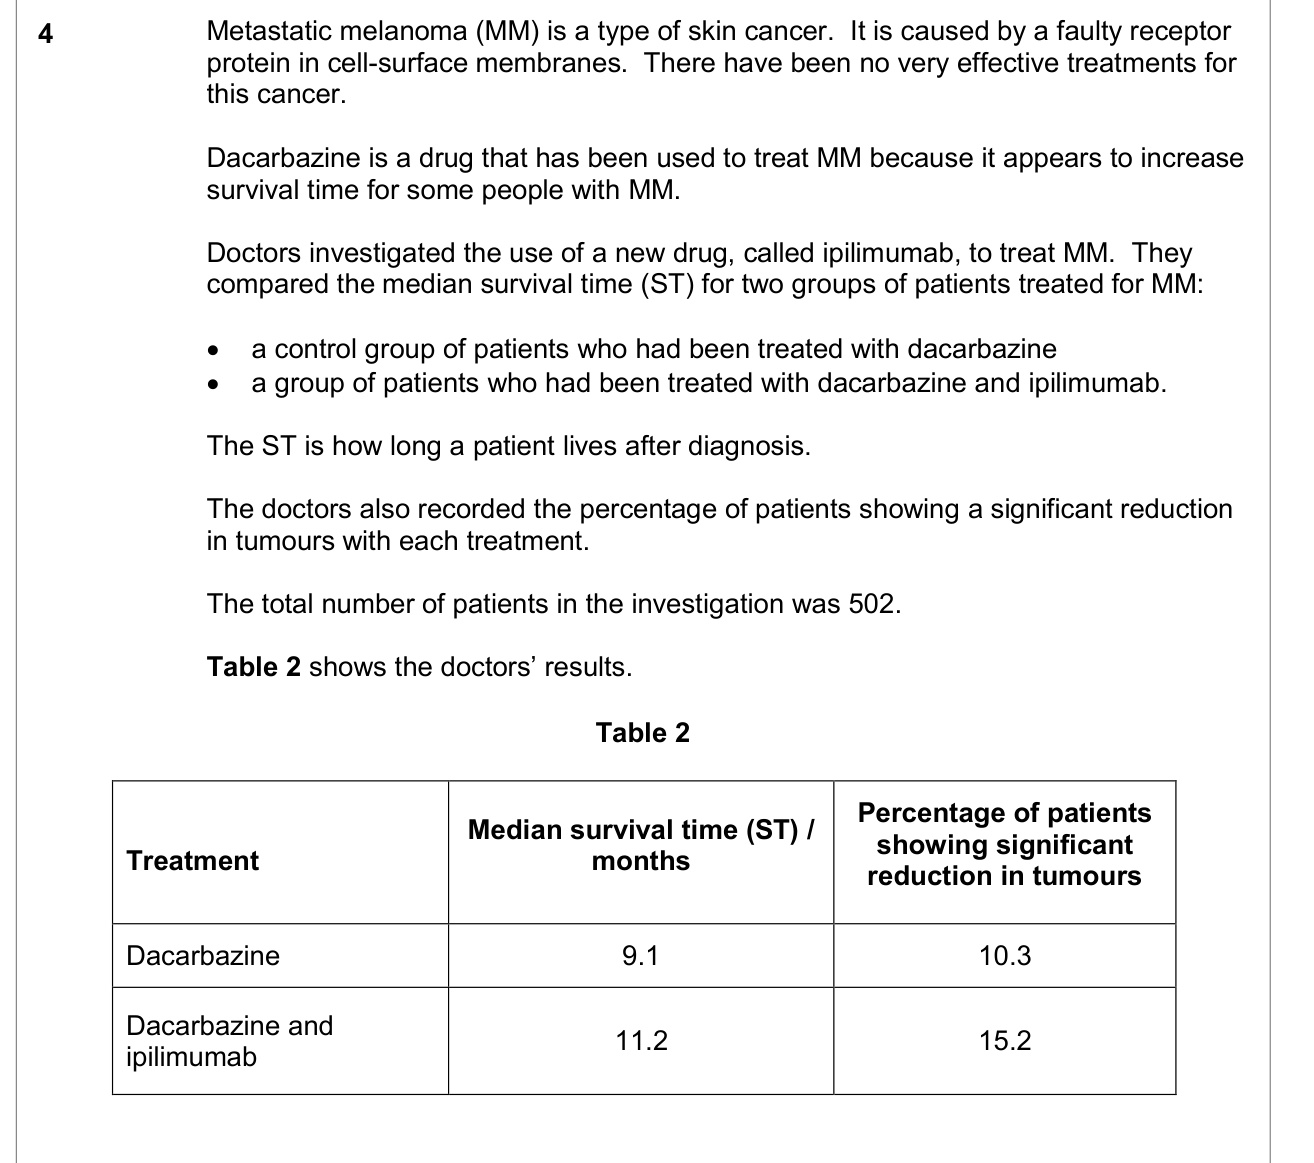 4
Metastatic melanoma (MM) is a type of skin cancer.  It is caused by a faulty receptor
protein in cell-surface membranes.  There have been no very effective treatments for
this cancer.
Dacarbazine is a drug that has been used to treat MM because it appears to increase
survival time for some people with MM.
Doctors investigated the use of a new drug, called ipilimumab, to treat MM.  They
compared the median survival time (ST) for two groups of patients treated for MM:
• a control group of patients who had been treated with dacarbazine
• a group of patients who had been treated with dacarbazine and ipilimumab.
The ST is how long a patient lives after diagnosis.
The doctors also recorded the percentage of patients showing a significant reduction
in tumours with each treatment.
The total number of patients in the investigation was 502.
Table 2 shows the doctors’ results.
Table 2
Treatment
Median survival time (ST) /
months
Percentage of patients
showing significant
reduction in tumours
Dacarbazine
9.1
10.3
Dacarbazine and
ipilimumab
11.2
15.2